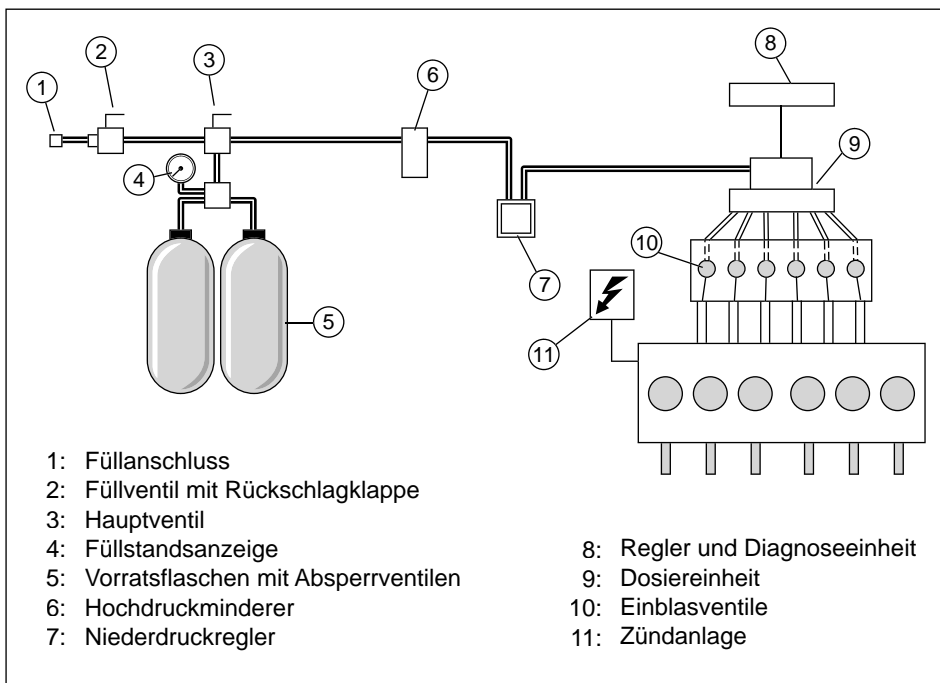 2
3
1
6
8
4
9
10
7
5
11
1: Füllanschluss
2: Füllventil mit Rückschlagklappe
3: Hauptventil
4: Füllstandsanzeige
5: Vorratsflaschen mit Absperrventilen
6: Hochdruckminderer
7: Niederdruckregler
8: Regler und Diagnoseeinheit
9: Dosiereinheit
10: Einblasventile
11: Zündanlage